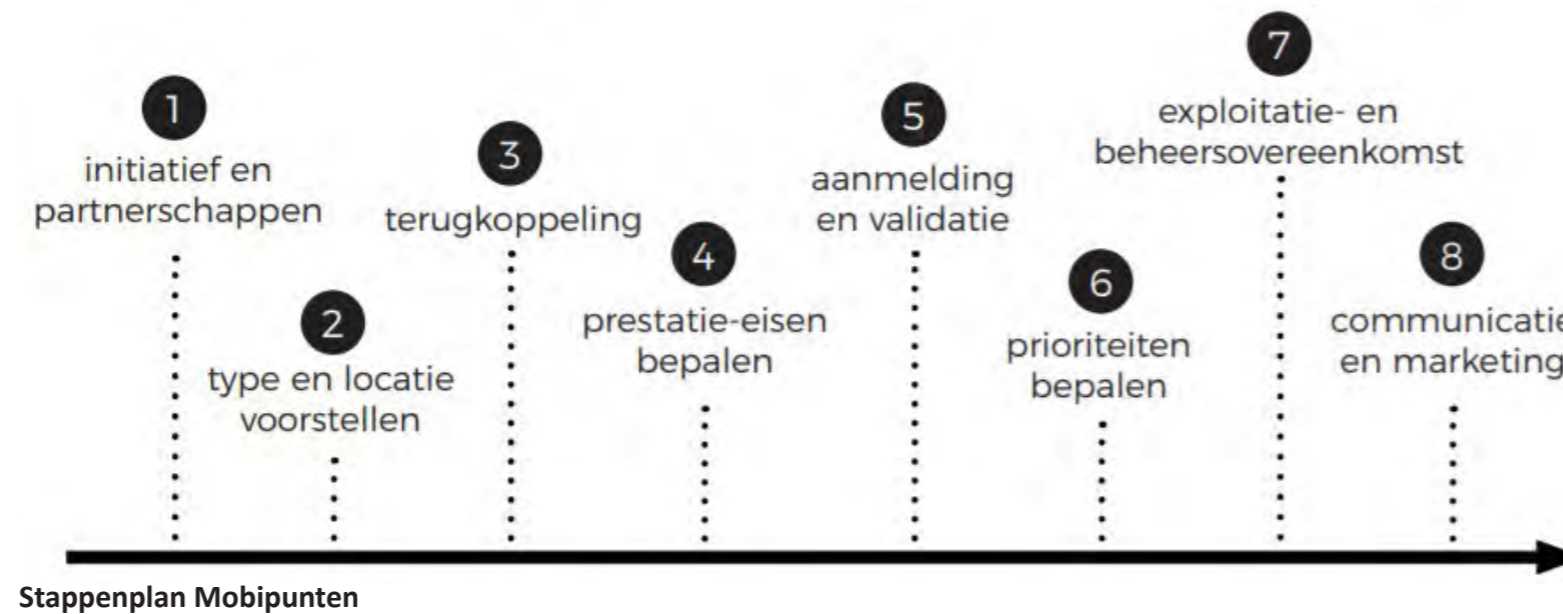 1
initiatief en
partnerschappen
2
type en locatie
voorstellen
3
terugkoppeling
4
prestatie-eisen
bepalen
5
aanmelding
en validatie
6
prioriteiten
bepalen
7
exploitatie- en
beheersovereenkomst
8
communicatie
en marketing
Stappenplan Mobipunten